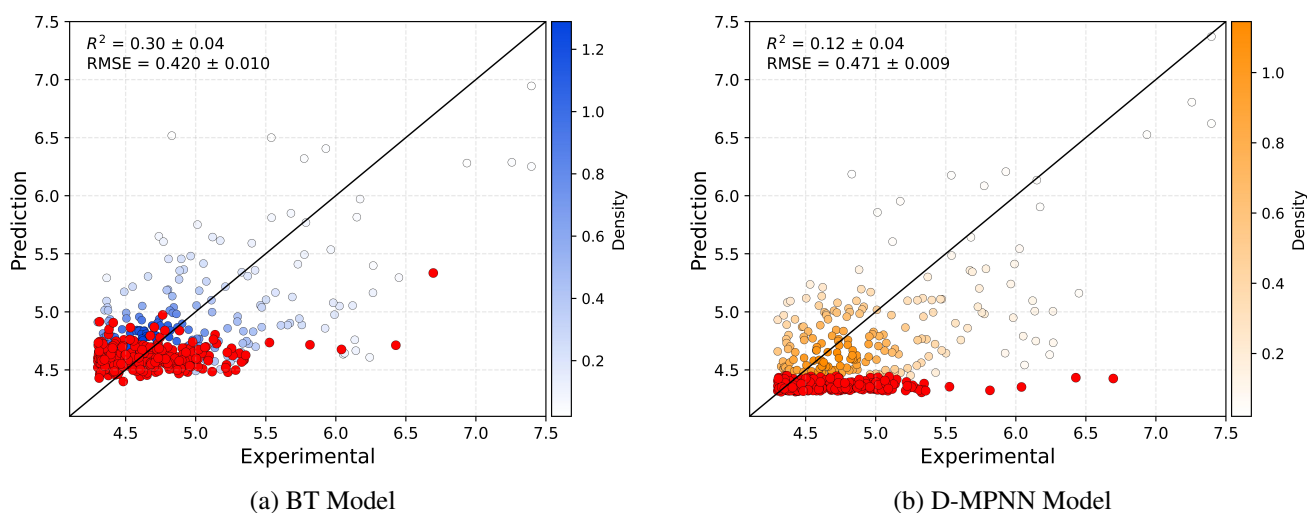 R² = 0.30 ± 0.04
RMSE = 0.420 ± 0.010
7.5
7.0
6.5
6.0
5.5
5.0
4.5
Prediction
4.5 5.0 5.5 6.0 6.5 7.0 7.5
Experimental
1.2
1.0
0.8
0.6
0.4
0.2
Density
(a) BT Model
R² = 0.12 ± 0.04
RMSE = 0.471 ± 0.009
7.5
7.0
6.5
6.0
5.5
5.0
4.5
Prediction
4.5 5.0 5.5 6.0 6.5 7.0 7.5
Experimental
1.0
0.8
0.6
0.4
0.2
Density
(b) D-MPNN Model